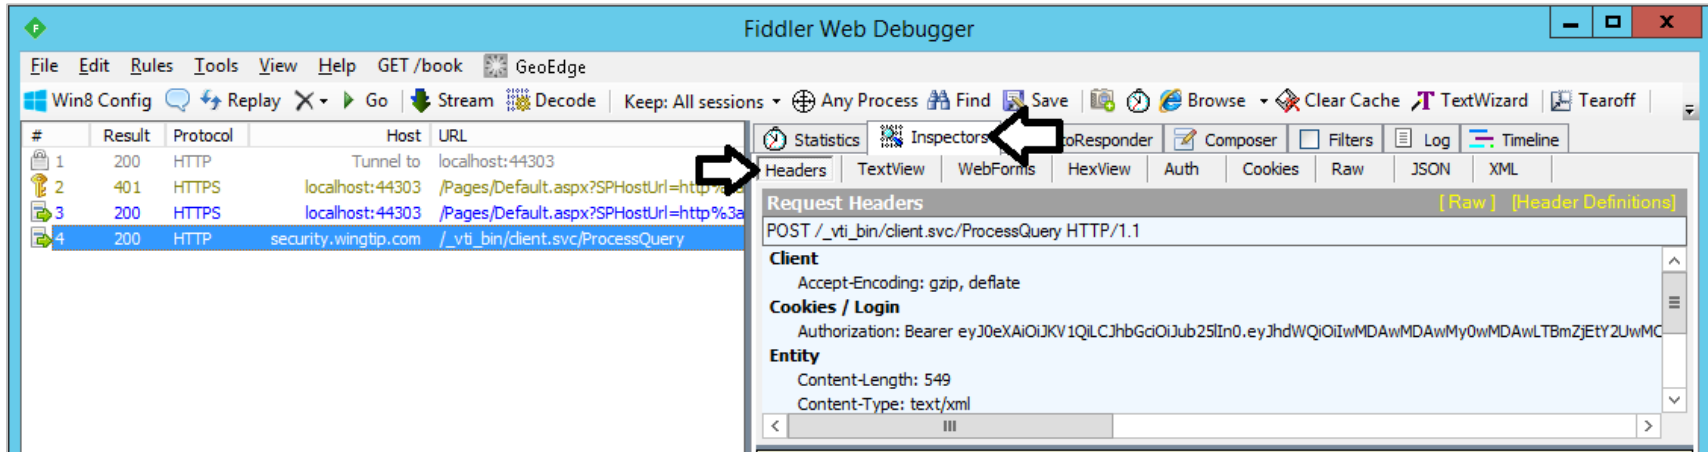 Fiddler Web Debugger
File Edit Rules Tools View Help GET /book GeoEdge
Win8 Config Replay Go Stream Decode Keep: All sessions Any Process Find Save Browse Clear Cache TextWizard Tearoff
# Result Protocol Host URL
1 200 HTTP Tunnel to localhost:44303
2 401 HTTPS localhost:44303 /Pages/Default.aspx?SPHostUrl=http%3a
3 200 HTTPS localhost:44303 /Pages/Default.aspx?SPHostUrl=http%3a
4 200 HTTP security.wingtip.com /_vti_bin/client.svc/ProcessQuery
Statistics Inspectors toResponder Composer Filters Log Timeline
Headers TextView WebForms HexView Auth Cookies Raw JSON XML
Request Headers [ Raw ] [Header Definitions]
POST /_vti_bin/client.svc/ProcessQuery HTTP/1.1
Client
Accept-Encoding: gzip, deflate
Cookies / Login
Authorization: Bearer eyJ0eXAiOiJKV1QiLCJhbGciOiJub25lIn0.eyJhdWQiOiIwMDAwMDAwMy0wMDAwLTBmZjEtY2UwMC
Entity
Content-Length: 549
Content-Type: text/xml